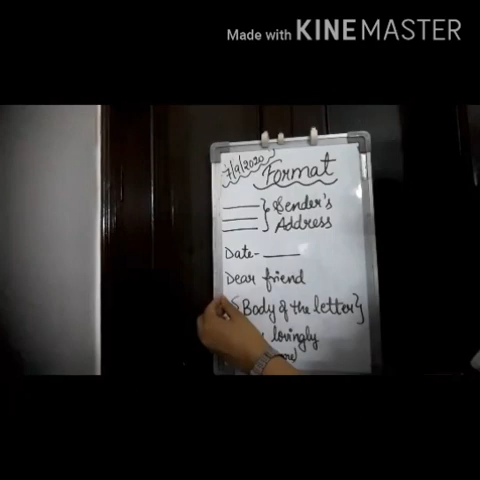 Made with KINEMASTER
7/9/2020
Format
Sender's
Address
Date-
Dear friend
{Body of the letter}
lovingly